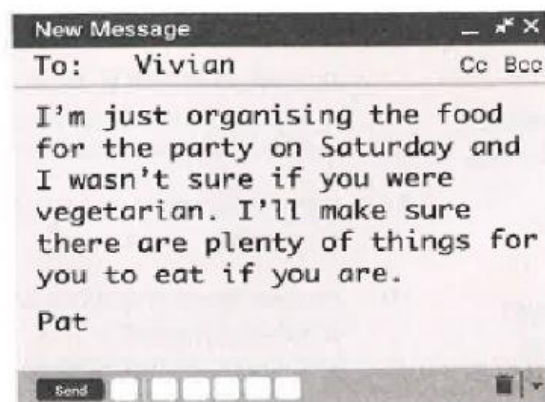 New Message
To: Vivian Cc Bcc
I'm just organising the food
for the party on Saturday and
I wasn't sure if you were
vegetarian. I'll make sure
there are plenty of things for
you to eat if you are.
Pat
Send